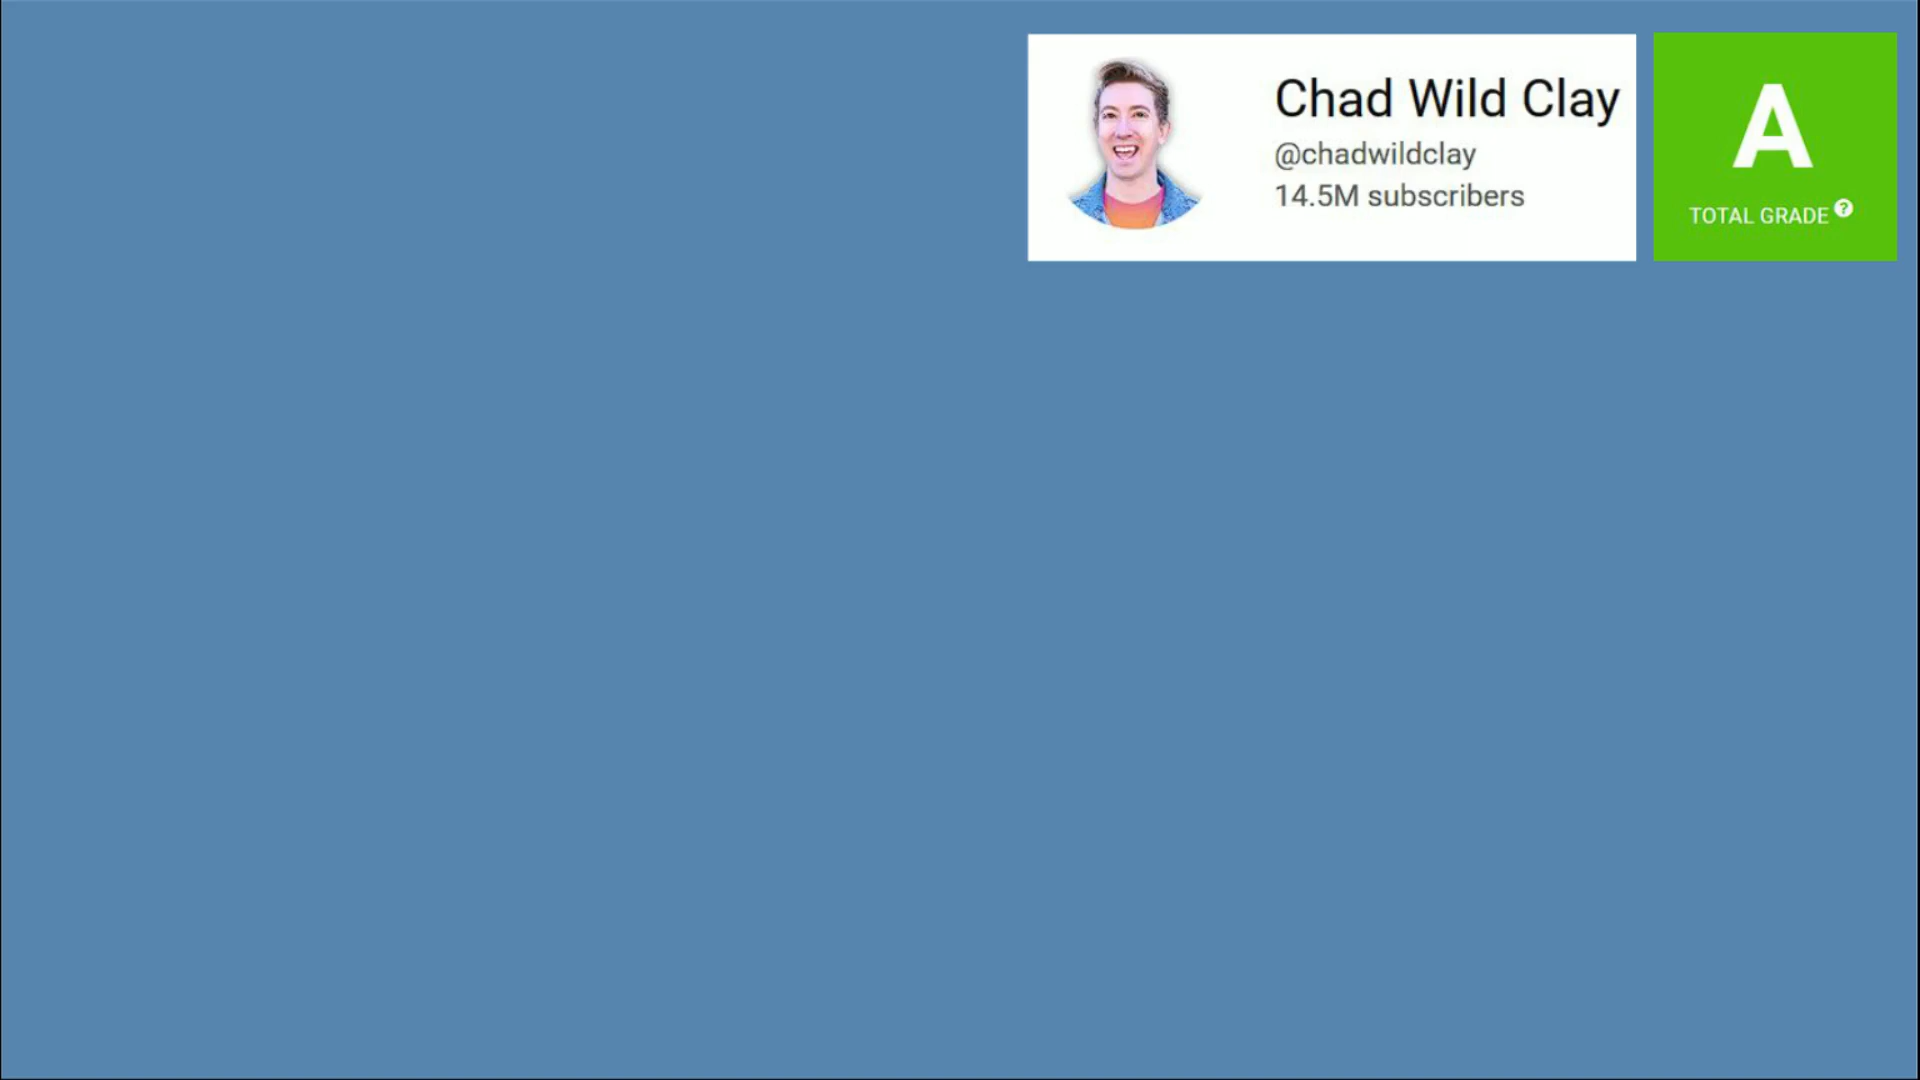 Chad Wild Clay
@chadwildclay
14.5M subscribers
A
TOTAL GRADE ?